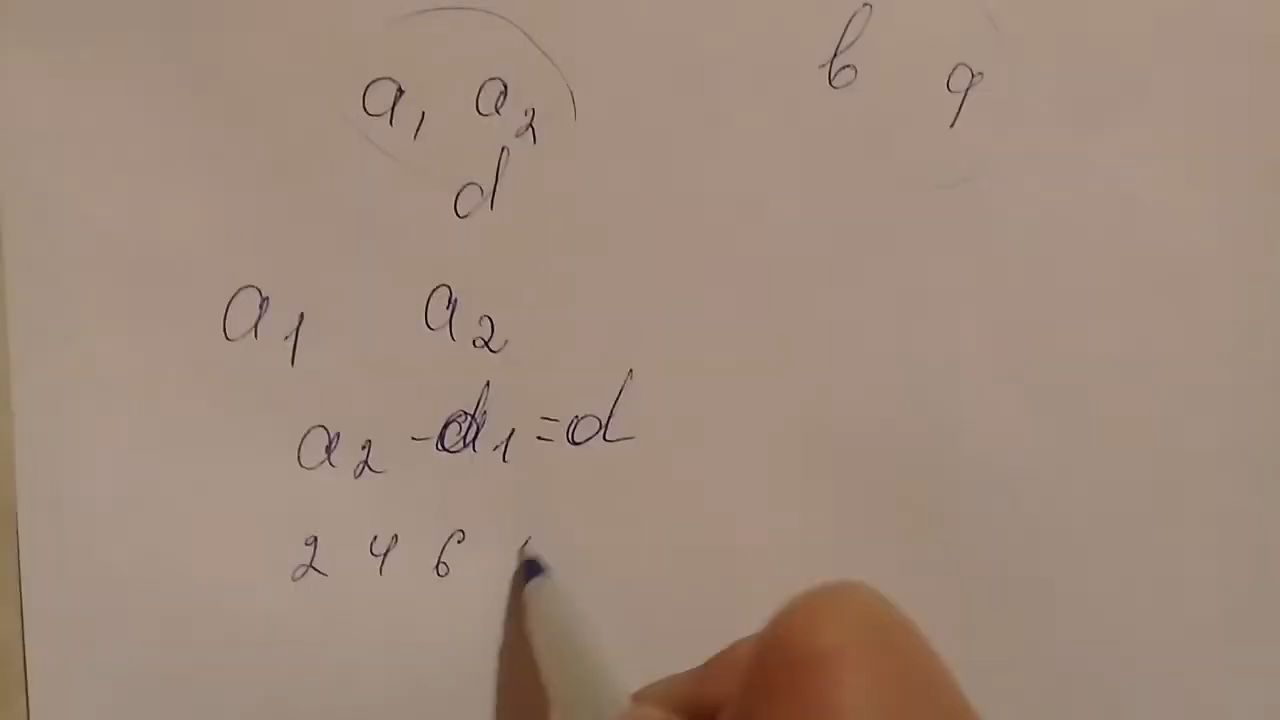 a₁ a₂ b q
d
a₁ a₂
a₂ - a₁ = d
2 4 6